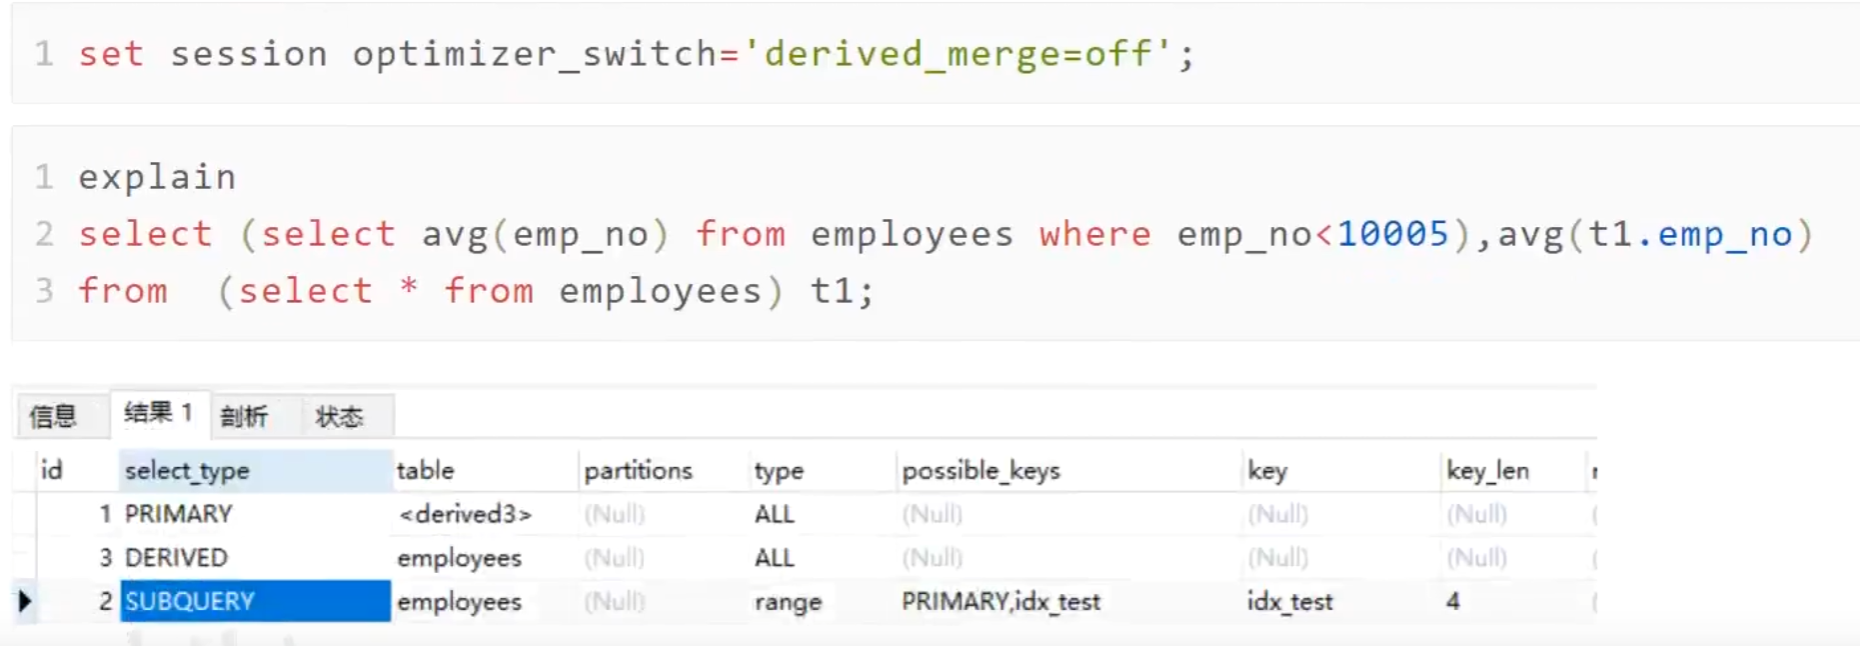 1 set session optimizer_switch='derived_merge=off';
1 explain
2 select (select avg(emp_no) from employees where emp_no<10005),avg(t1.emp_no)
3 from (select * from employees) t1;
信息 结果 1 剖析 状态
id select_type table partitions type possible_keys key key_len
1 PRIMARY <derived3> (Null) ALL (Null) (Null) (Null)
3 DERIVED employees (Null) ALL (Null) (Null) (Null)
2 SUBQUERY employees (Null) range PRIMARY,idx_test idx_test 4